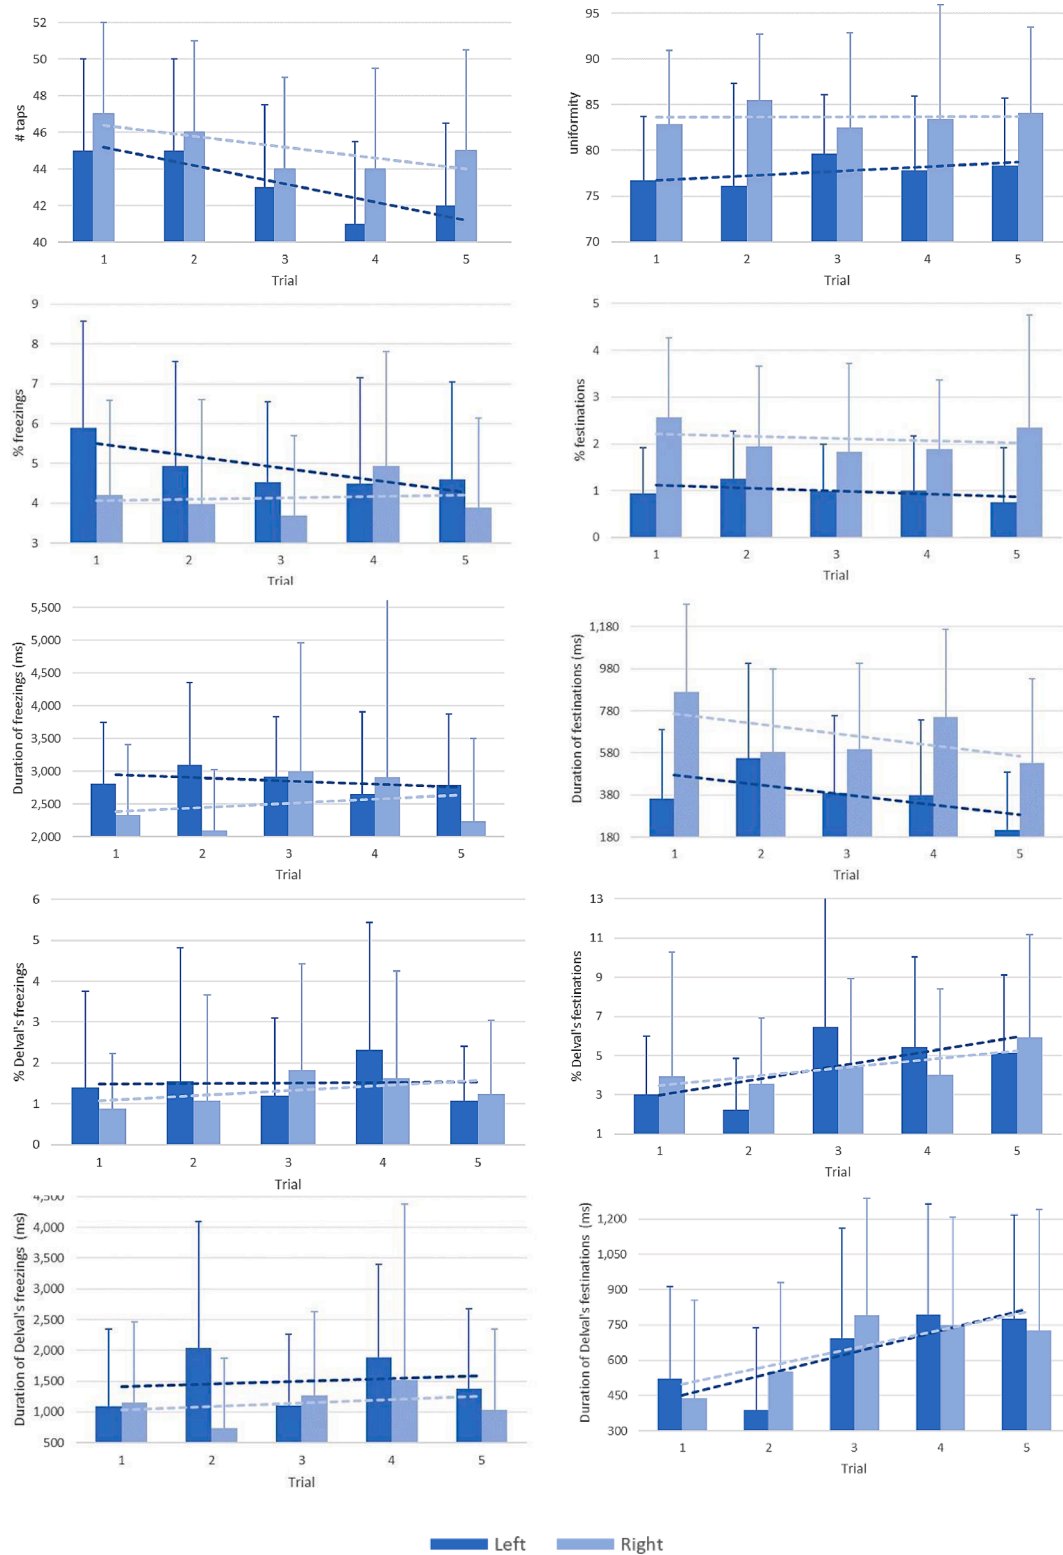 # taps
52
50
48
46
44
42
40
1 2 3 4 5
Trial
uniformity
95
90
85
80
75
70
1 2 3 4 5
Trial
% freezings
9
8
7
6
5
4
3
1 2 3 4 5
Trial
% festinations
5
4
3
2
1
0
1 2 3 4 5
Trial
Duration of freezings (ms)
5,500
5,000
4,500
4,000
3,500
3,000
2,500
2,000
1 2 3 4 5
Trial
Duration of festinations (ms)
1,180
980
780
580
380
180
1 2 3 4 5
Trial
% Delval's freezings
6
5
4
3
2
1
0
1 2 3 4 5
Trial
% Delval's festinations
13
11
9
7
5
3
1
1 2 3 4 5
Trial
Duration of Delval's freezings (ms)
4,500
4,000
3,500
3,000
2,500
2,000
1,500
1,000
500
1 2 3 4 5
Trial
Duration of Delval's festinations (ms)
1,200
1,050
900
750
600
450
300
1 2 3 4 5
Trial
Left Right